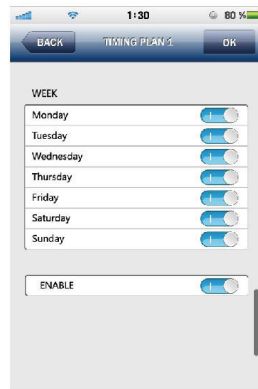 1:30 80 %
BACK TIMING PLAN 1 OK
WEEK
Monday
Tuesday
Wednesday
Thursday
Friday
Saturday
Sunday
ENABLE